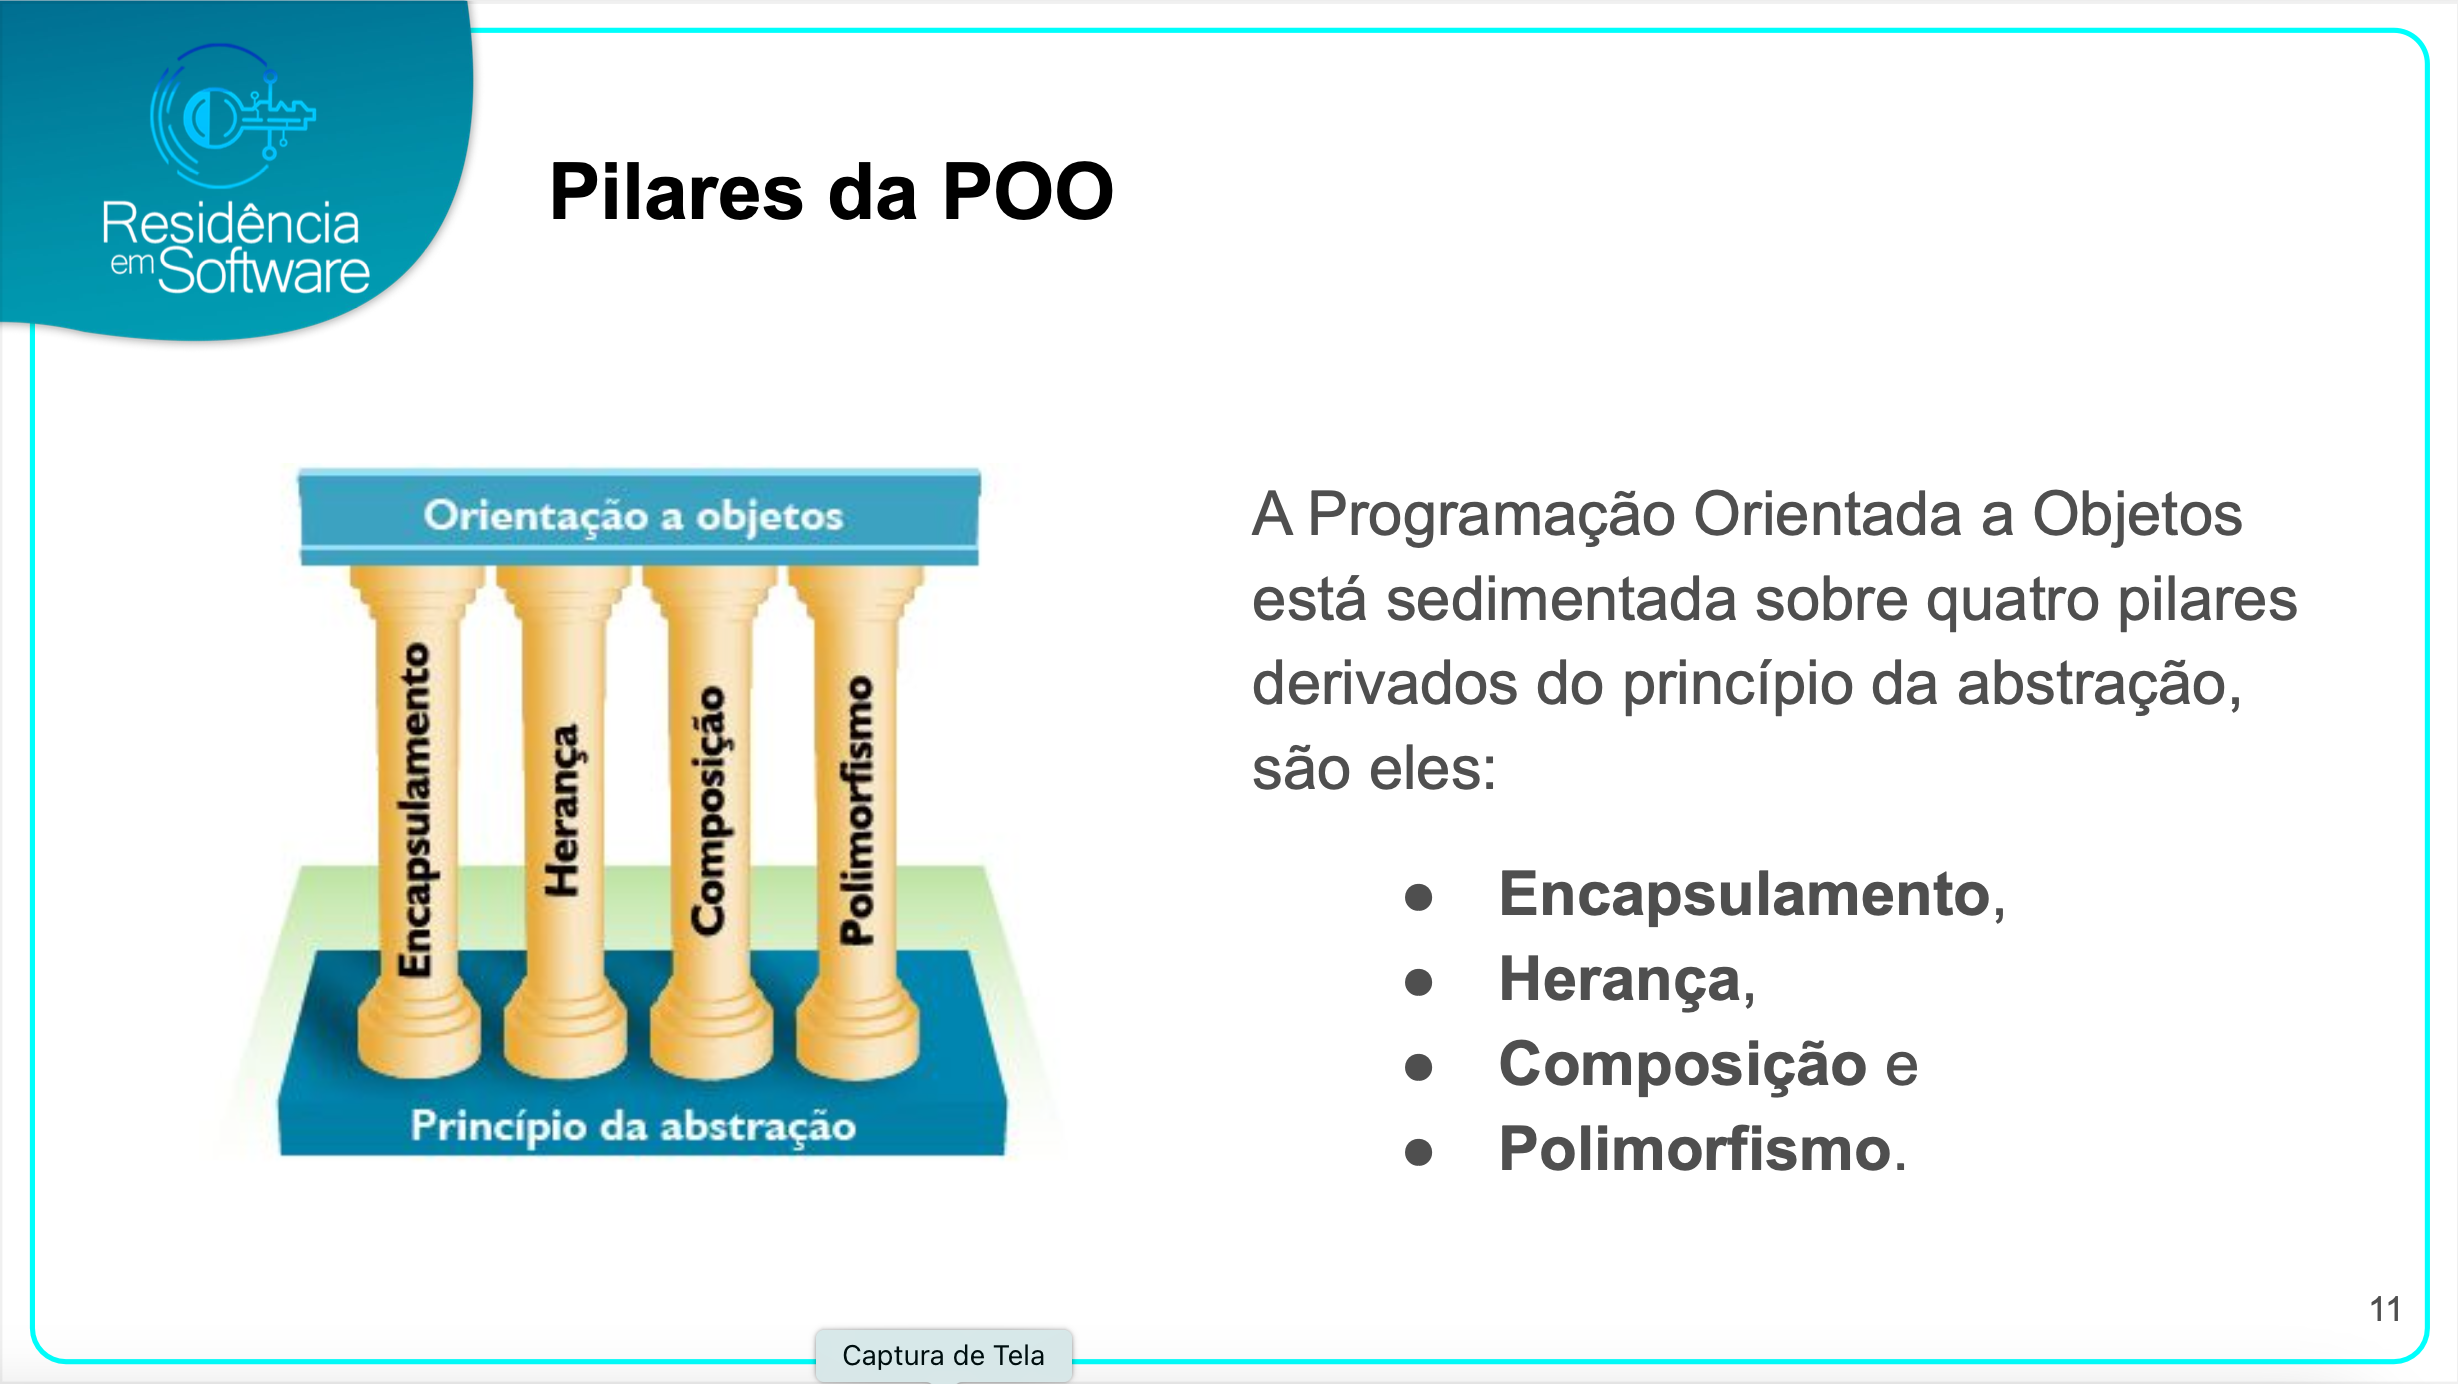 Residência
em Software
Pilares da POO
Orientação a objetos
Encapsulamento
Herança
Composição
Polimorfismo
Princípio da abstração
A Programação Orientada a Objetos
está sedimentada sobre quatro pilares
derivados do princípio da abstração,
são eles:
● Encapsulamento,
● Herança,
● Composição e
● Polimorfismo.
11
Captura de Tela